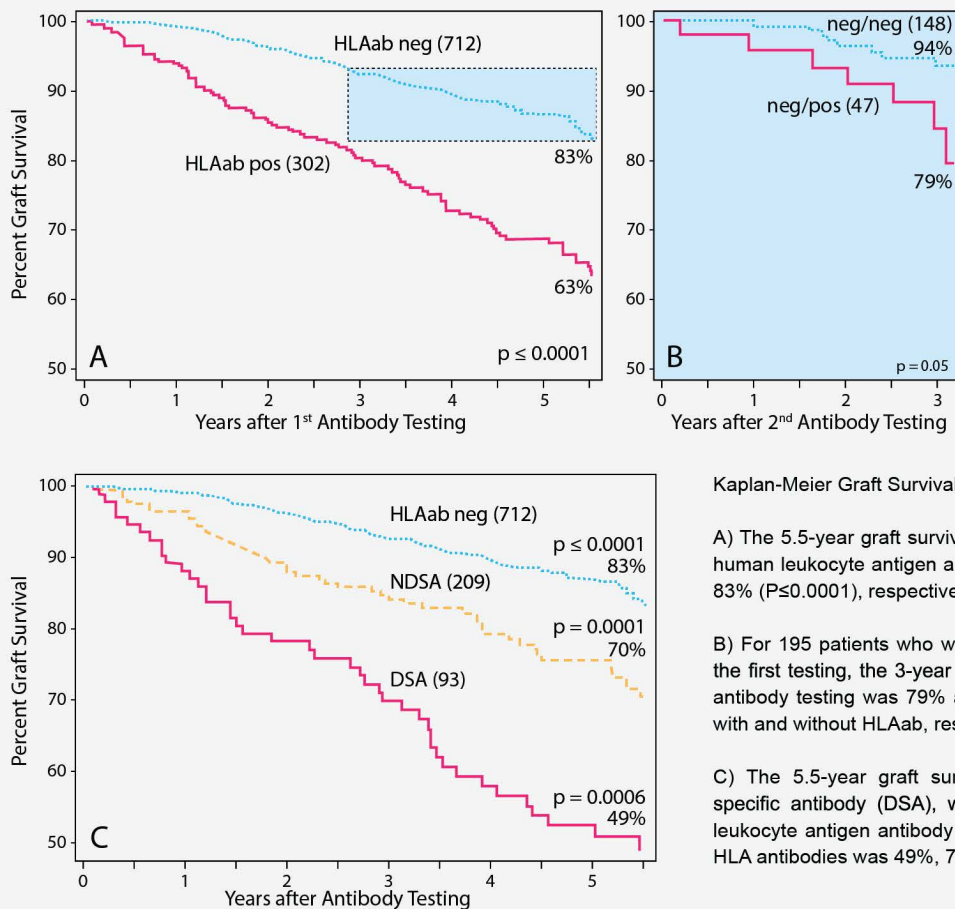 Percent Graft Survival
100
90
80
70
60
50
HLAab neg (712)
HLAab pos (302)
83%
63%
p ≤ 0.0001
A
0 1 2 3 4 5
Years after 1st Antibody Testing
100
90
80
70
60
50
neg/neg (148)
94%
neg/pos (47)
79%
B
p = 0.05
0 1 2 3
Years after 2nd Antibody Testing
Percent Graft Survival
100
90
80
70
60
50
HLAab neg (712)
p ≤ 0.0001
83%
NDSA (209)
p = 0.0001
70%
DSA (93)
p = 0.0006
49%
C
0 1 2 3 4 5
Years after Antibody Testing
Kaplan-Meier Graft Survival
A) The 5.5-year graft surviv
human leukocyte antigen a
83% (P≤0.0001), respective
B) For 195 patients who w
the first testing, the 3-year
antibody testing was 79% a
with and without HLAab, res
C) The 5.5-year graft sur
specific antibody (DSA), w
leukocyte antigen antibody
HLA antibodies was 49%, 7